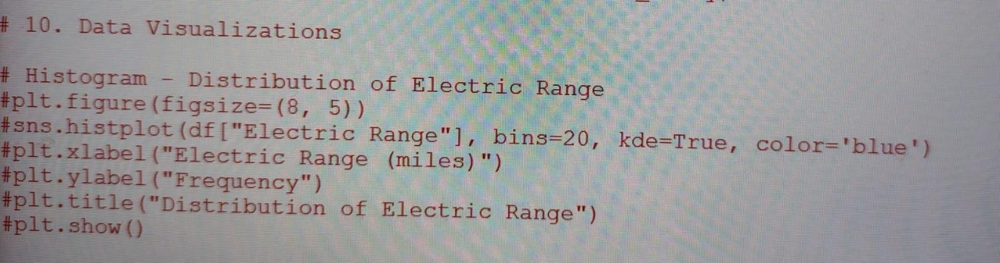 # 10. Data Visualizations
# Histogram - Distribution of Electric Range
#plt.figure(figsize=(8, 5))
#sns.histplot(df["Electric Range"], bins=20, kde=True, color='blue')
#plt.xlabel("Electric Range (miles)")
#plt.ylabel("Frequency")
#plt.title("Distribution of Electric Range")
#plt.show()